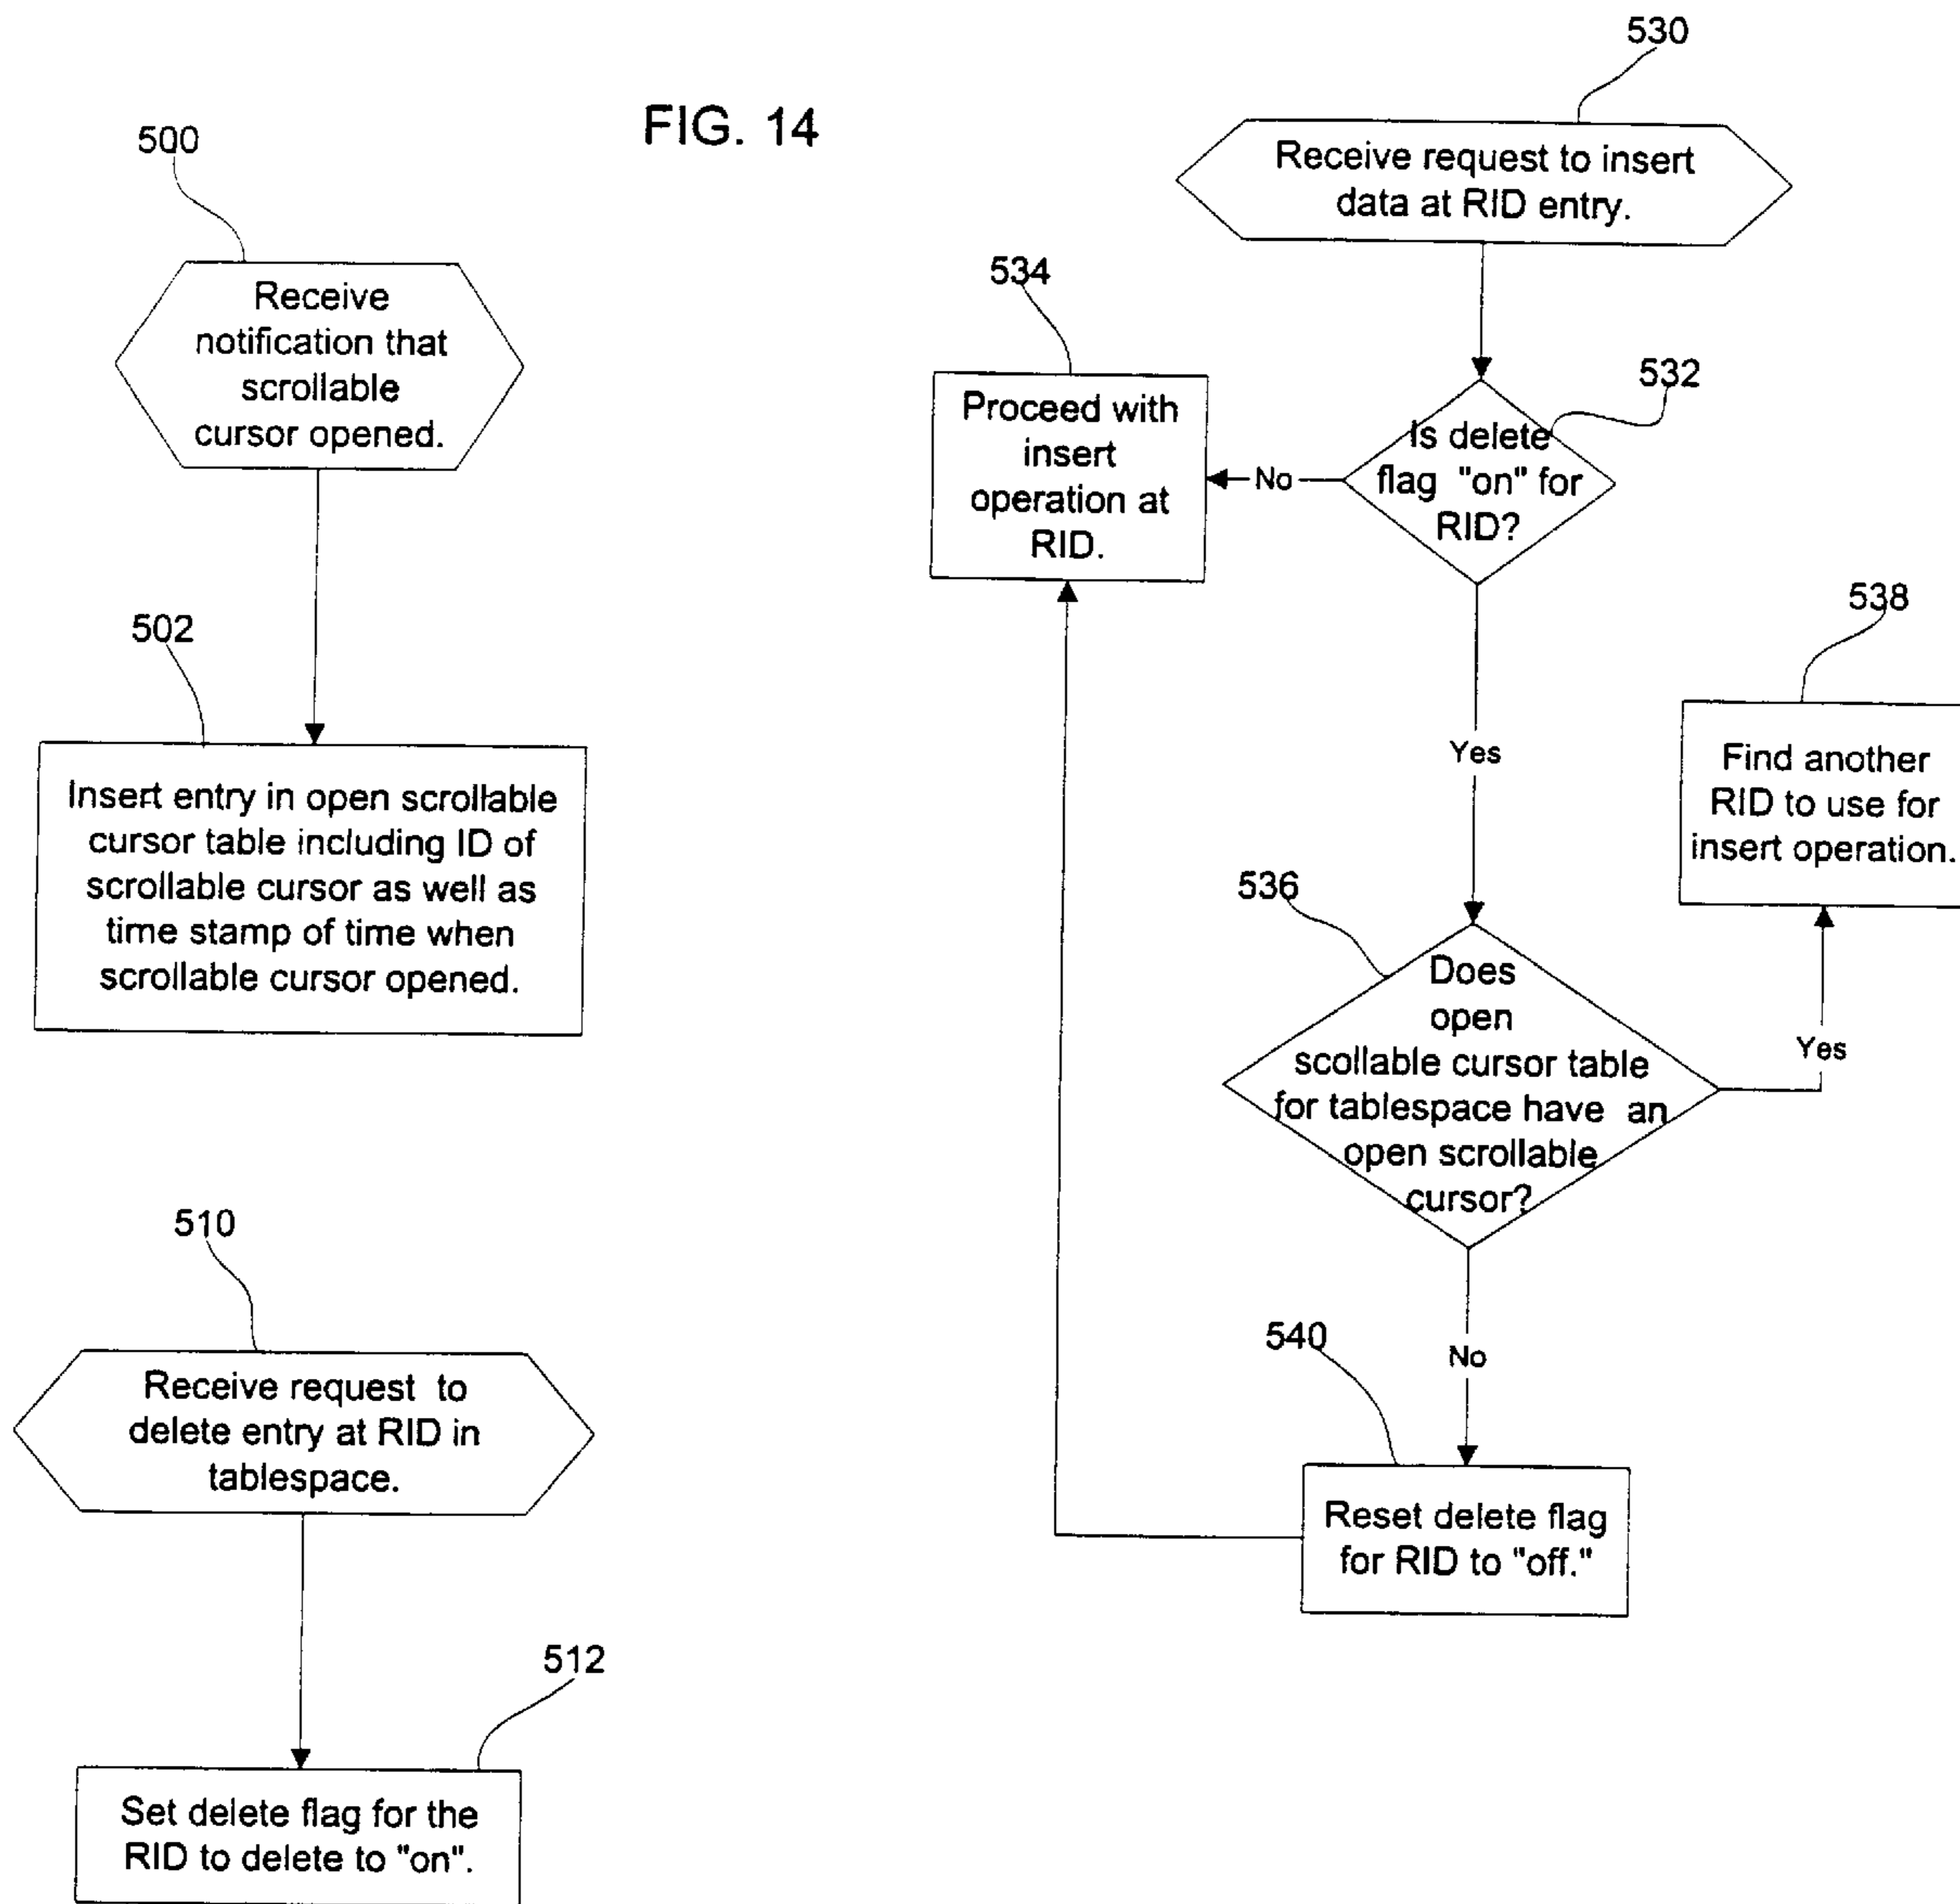 FIG. 14
500
Receive
notification that
scrollable
cursor opened.
502
Insert entry in open scrollable
cursor table including ID of
scrollable cursor as well as
time stamp of time when
scrollable cursor opened.
510
Receive request to
delete entry at RID in
tablespace.
512
Set delete flag for the
RID to delete to "on".
530
Receive request to insert
data at RID entry.
532
Is delete
flag "on" for
RID?
No
534
Proceed with
insert
operation at
RID.
Yes
536
Does
open
scollable cursor table
for tablespace have an
open scrollable
cursor?
Yes
538
Find another
RID to use for
insert operation.
No
540
Reset delete flag
for RID to "off."